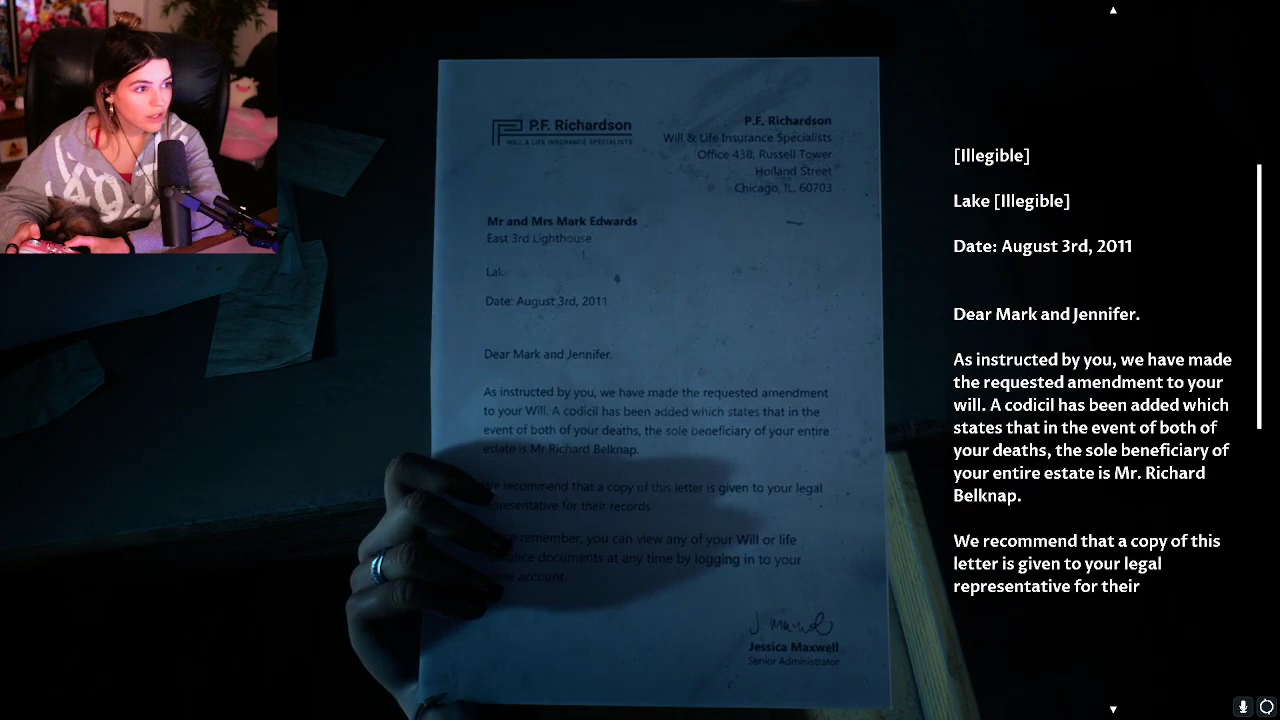 P.F. Richardson
WILL & LIFE INSURANCE SPECIALISTS
P.F. Richardson
Will & Life Insurance Specialists
Office 43B, Russell Tower
Holland Street
Chicago, IL, 60703
Mr and Mrs Mark Edwards
East 3rd Lighthouse
Date: August 3rd, 2011
Dear Mark and Jennifer,
As instructed by you, we have made the requested amendment
to your Will. A codicil has been added which states that in the
event of both of your deaths, the sole beneficiary of your entire
estate is Mr Richard Belknap.
We recommend that a copy of this letter is given to your legal
representative for their records.
remember, you can view any of your Will or life
documents at any time by logging in to your
account.
Jessica Maxwell
Senior Administrator
[Illegible]
Lake [Illegible]
Date: August 3rd, 2011
Dear Mark and Jennifer.
As instructed by you, we have made
the requested amendment to your
will. A codicil has been added which
states that in the event of both of
your deaths, the sole beneficiary of
your entire estate is Mr. Richard
Belknap.
We recommend that a copy of this
letter is given to your legal
representative for their